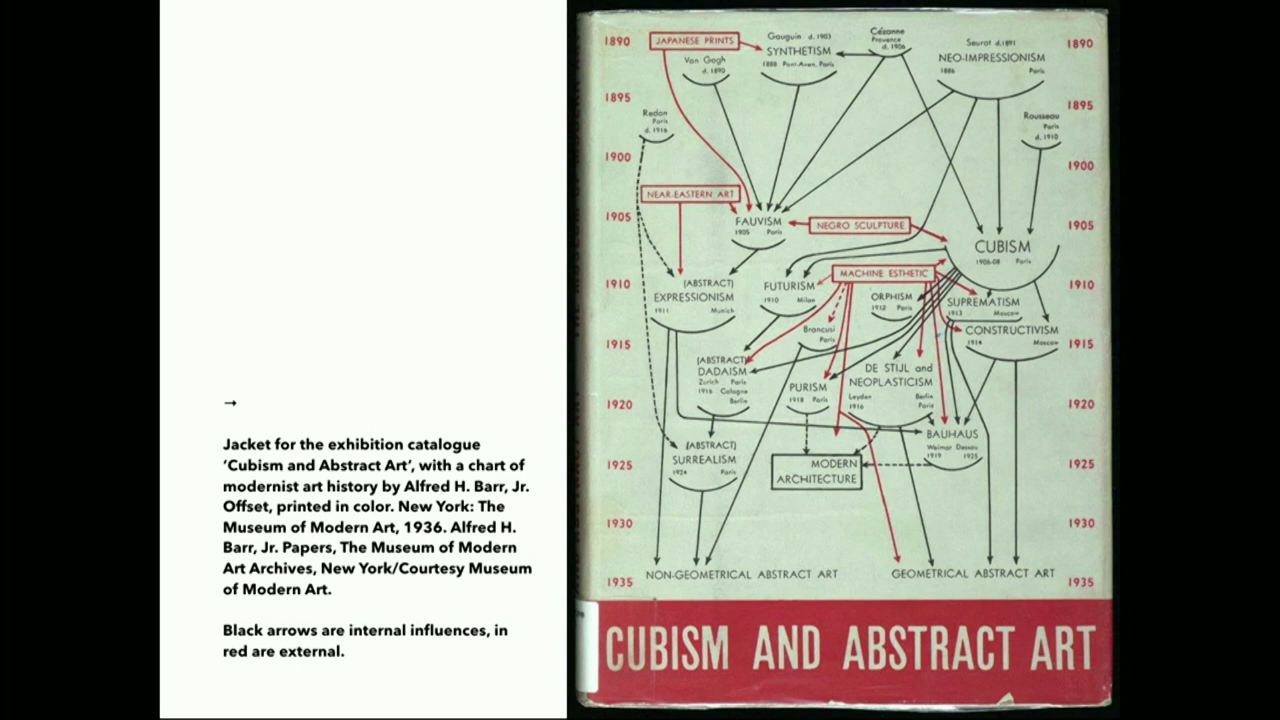 →
Jacket for the exhibition catalogue
‘Cubism and Abstract Art’, with a chart of
modernist art history by Alfred H. Barr, Jr.
Offset, printed in color. New York: The
Museum of Modern Art, 1936. Alfred H.
Barr, Jr. Papers, The Museum of Modern
Art Archives, New York/Courtesy Museum
of Modern Art.
Black arrows are internal influences, in
red are external.
1890
JAPANESE PRINTS
Gauguin d. 1903
SYNTHETISM
1888 Pont-Aven, Paris
Cézanne
Provence
d. 1906
Seurat d. 1891
NEO-IMPRESSIONISM
1886 Paris
1890
Van Gogh
d. 1890
1895
1895
Redon
Paris
d. 1916
Rousseau
Paris
d. 1910
1900
1900
NEAR-EASTERN ART
1905
FAUVISM
1905 Paris
NEGRO SCULPTURE
1905
CUBISM
1906-08 Paris
MACHINE ESTHETIC
1910
(ABSTRACT)
EXPRESSIONISM
1911 Munich
FUTURISM
1910 Milan
ORPHISM
1912 Paris
SUPREMATISM
1913 Moscow
1910
Brancusi
Paris
CONSTRUCTIVISM
1914 Moscow
1915
1915
(ABSTRACT)
DADAISM
Zurich Paris
1916 Cologne
Berlin
PURISM
1918 Paris
DE STIJL and
NEOPLASTICISM
Leyden Berlin
1916 Paris
1920
1920
BAUHAUS
Weimar Dessau
1919 1925
(ABSTRACT)
SURREALISM
1924 Paris
1925
MODERN
ARCHITECTURE
1925
1930
1930
1935
NON-GEOMETRICAL ABSTRACT ART
GEOMETRICAL ABSTRACT ART
1935
CUBISM AND ABSTRACT ART